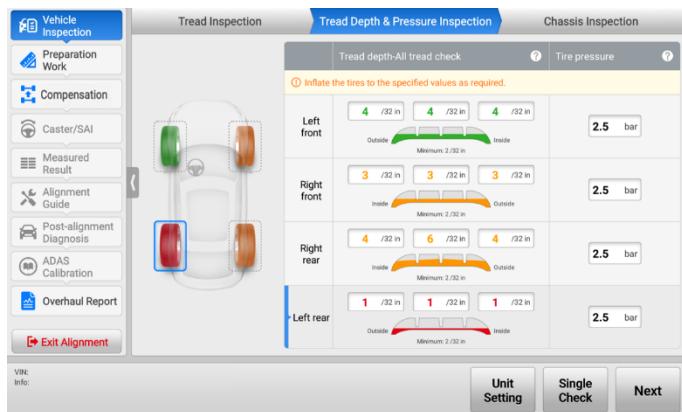 Vehicle
Inspection
Preparation
Work
Compensation
Caster/SAI
Measured
Result
Alignment
Guide
Post-alignment
Diagnosis
ADAS
Calibration
Overhaul Report
Exit Alignment
Tread Inspection
Tread Depth & Pressure Inspection
Chassis Inspection
Tread depth-All tread check ?
Tire pressure ?
Inflate the tires to the specified values as required.
Left
front
4 /32 in 4 /32 in 4 /32 in
Outside Inside
Minimum: 2 /32 in
2.5 bar
Right
front
3 /32 in 3 /32 in 3 /32 in
Inside Outside
Minimum: 2 /32 in
2.5 bar
Right
rear
4 /32 in 6 /32 in 4 /32 in
Inside Outside
Minimum: 2 /32 in
2.5 bar
Left rear
1 /32 in 1 /32 in 1 /32 in
Outside Inside
Minimum: 2 /32 in
2.5 bar
VIN:
Info:
Unit
Setting
Single
Check
Next